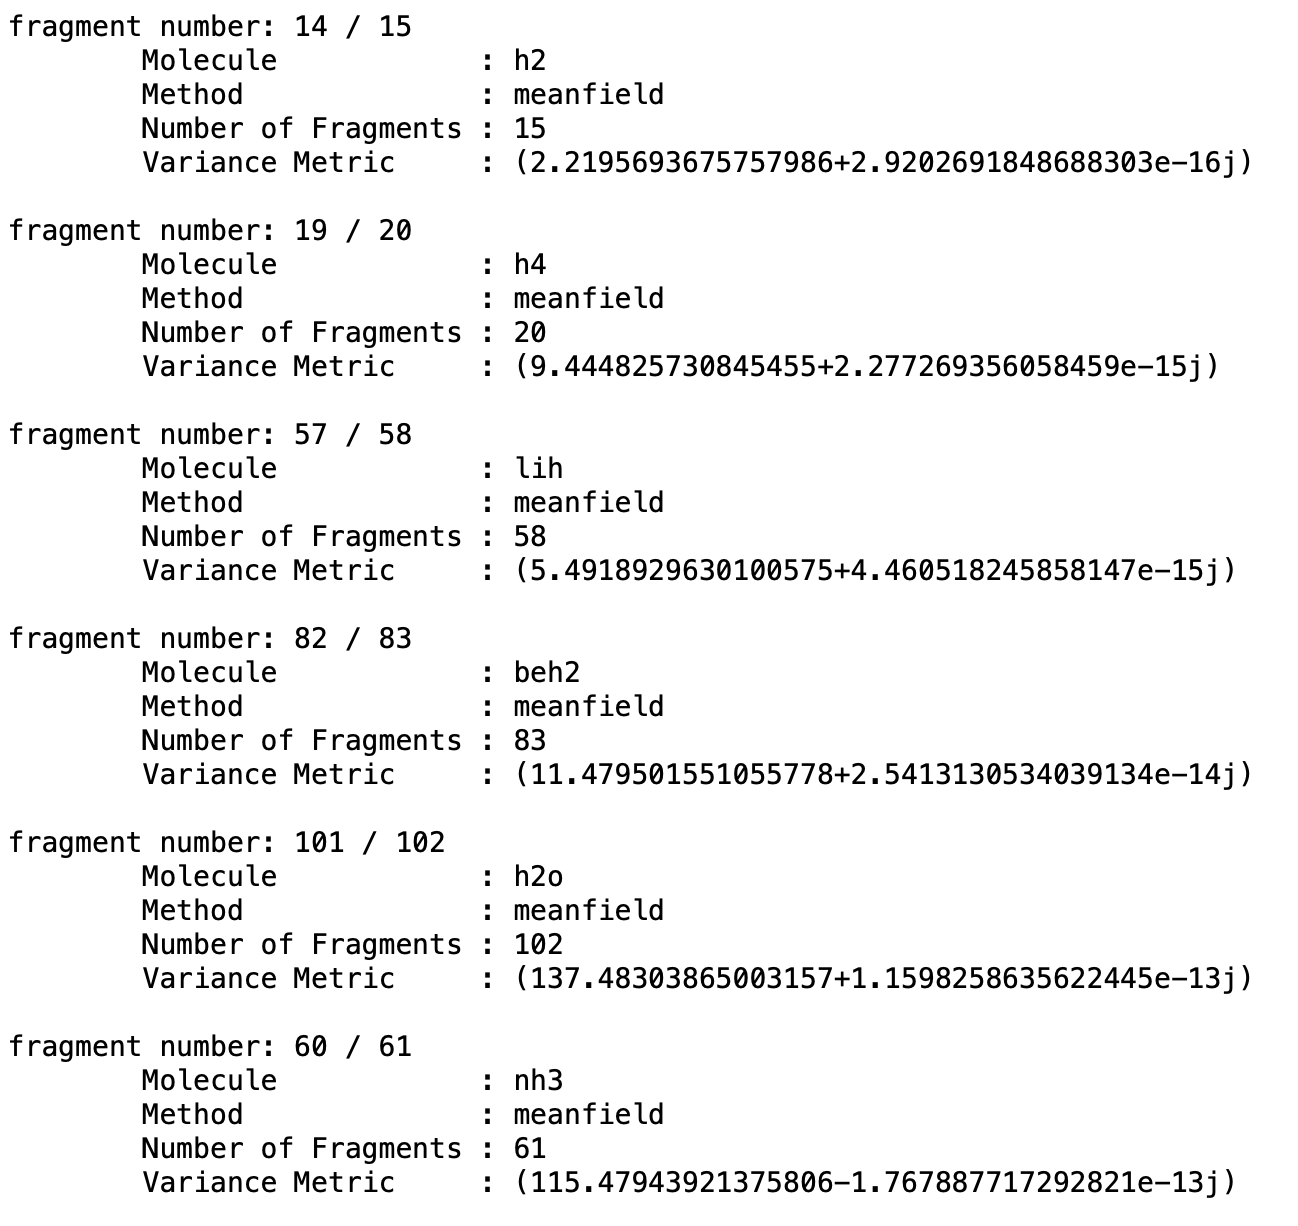 fragment number: 14 / 15
Molecule : h2
Method : meanfield
Number of Fragments : 15
Variance Metric : (2.2195693675757986+2.9202691848688303e-16j)
fragment number: 19 / 20
Molecule : h4
Method : meanfield
Number of Fragments : 20
Variance Metric : (9.444825730845455+2.277269356058459e-15j)
fragment number: 57 / 58
Molecule : lih
Method : meanfield
Number of Fragments : 58
Variance Metric : (5.4918929630100575+4.460518245858147e-15j)
fragment number: 82 / 83
Molecule : beh2
Method : meanfield
Number of Fragments : 83
Variance Metric : (11.479501551055778+2.5413130534039134e-14j)
fragment number: 101 / 102
Molecule : h2o
Method : meanfield
Number of Fragments : 102
Variance Metric : (137.48303865003157+1.1598258635622445e-13j)
fragment number: 60 / 61
Molecule : nh3
Method : meanfield
Number of Fragments : 61
Variance Metric : (115.47943921375806-1.767887717292821e-13j)